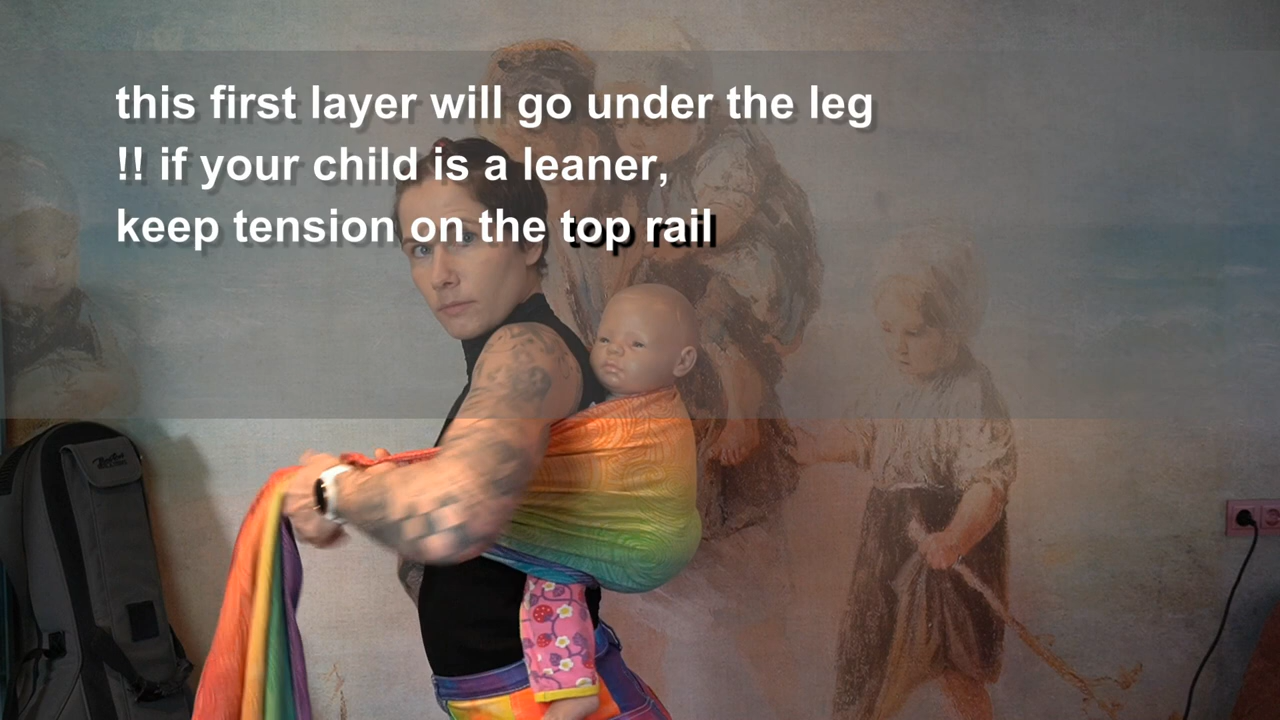 this first layer will go under the leg
!! if your child is a leaner,
keep tension on the top rail